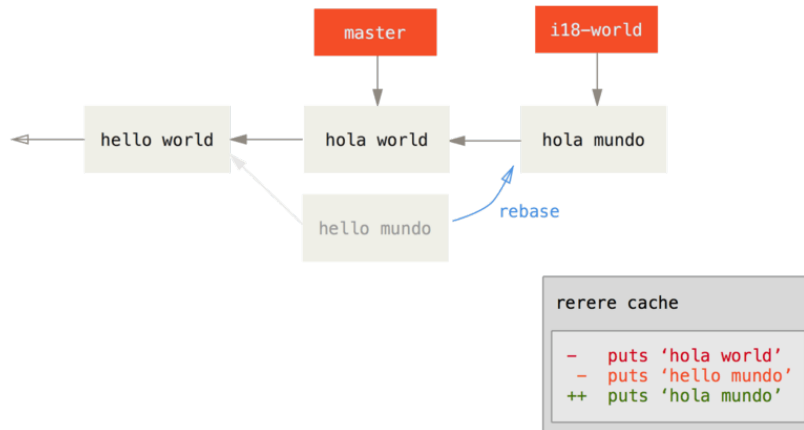 master
i18-world
hello world
hola world
hola mundo
hello mundo
rebase
rerere cache
-   puts ‘hola world’
 -  puts ‘hello mundo’
++  puts ‘hola mundo’